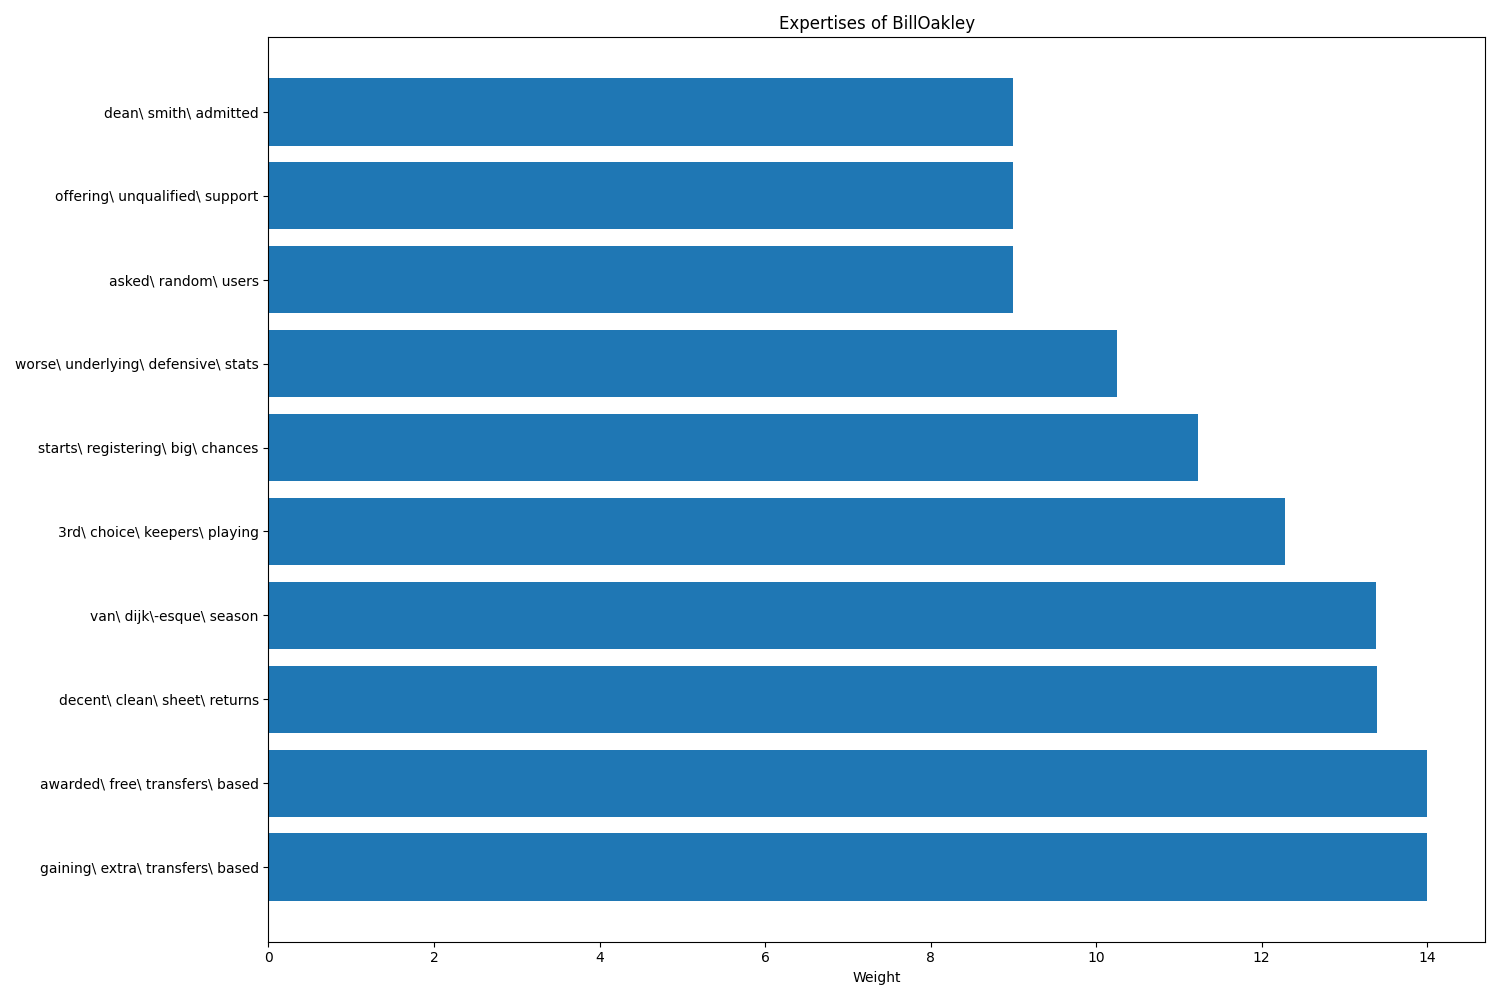 Expertises of BillOakley
dean\ smith\ admitted
offering\ unqualified\ support
asked\ random\ users
worse\ underlying\ defensive\ stats
starts\ registering\ big\ chances
3rd\ choice\ keepers\ playing
van\ dijk\-esque\ season
decent\ clean\ sheet\ returns
awarded\ free\ transfers\ based
gaining\ extra\ transfers\ based
0 2 4 6 8 10 12 14
Weight